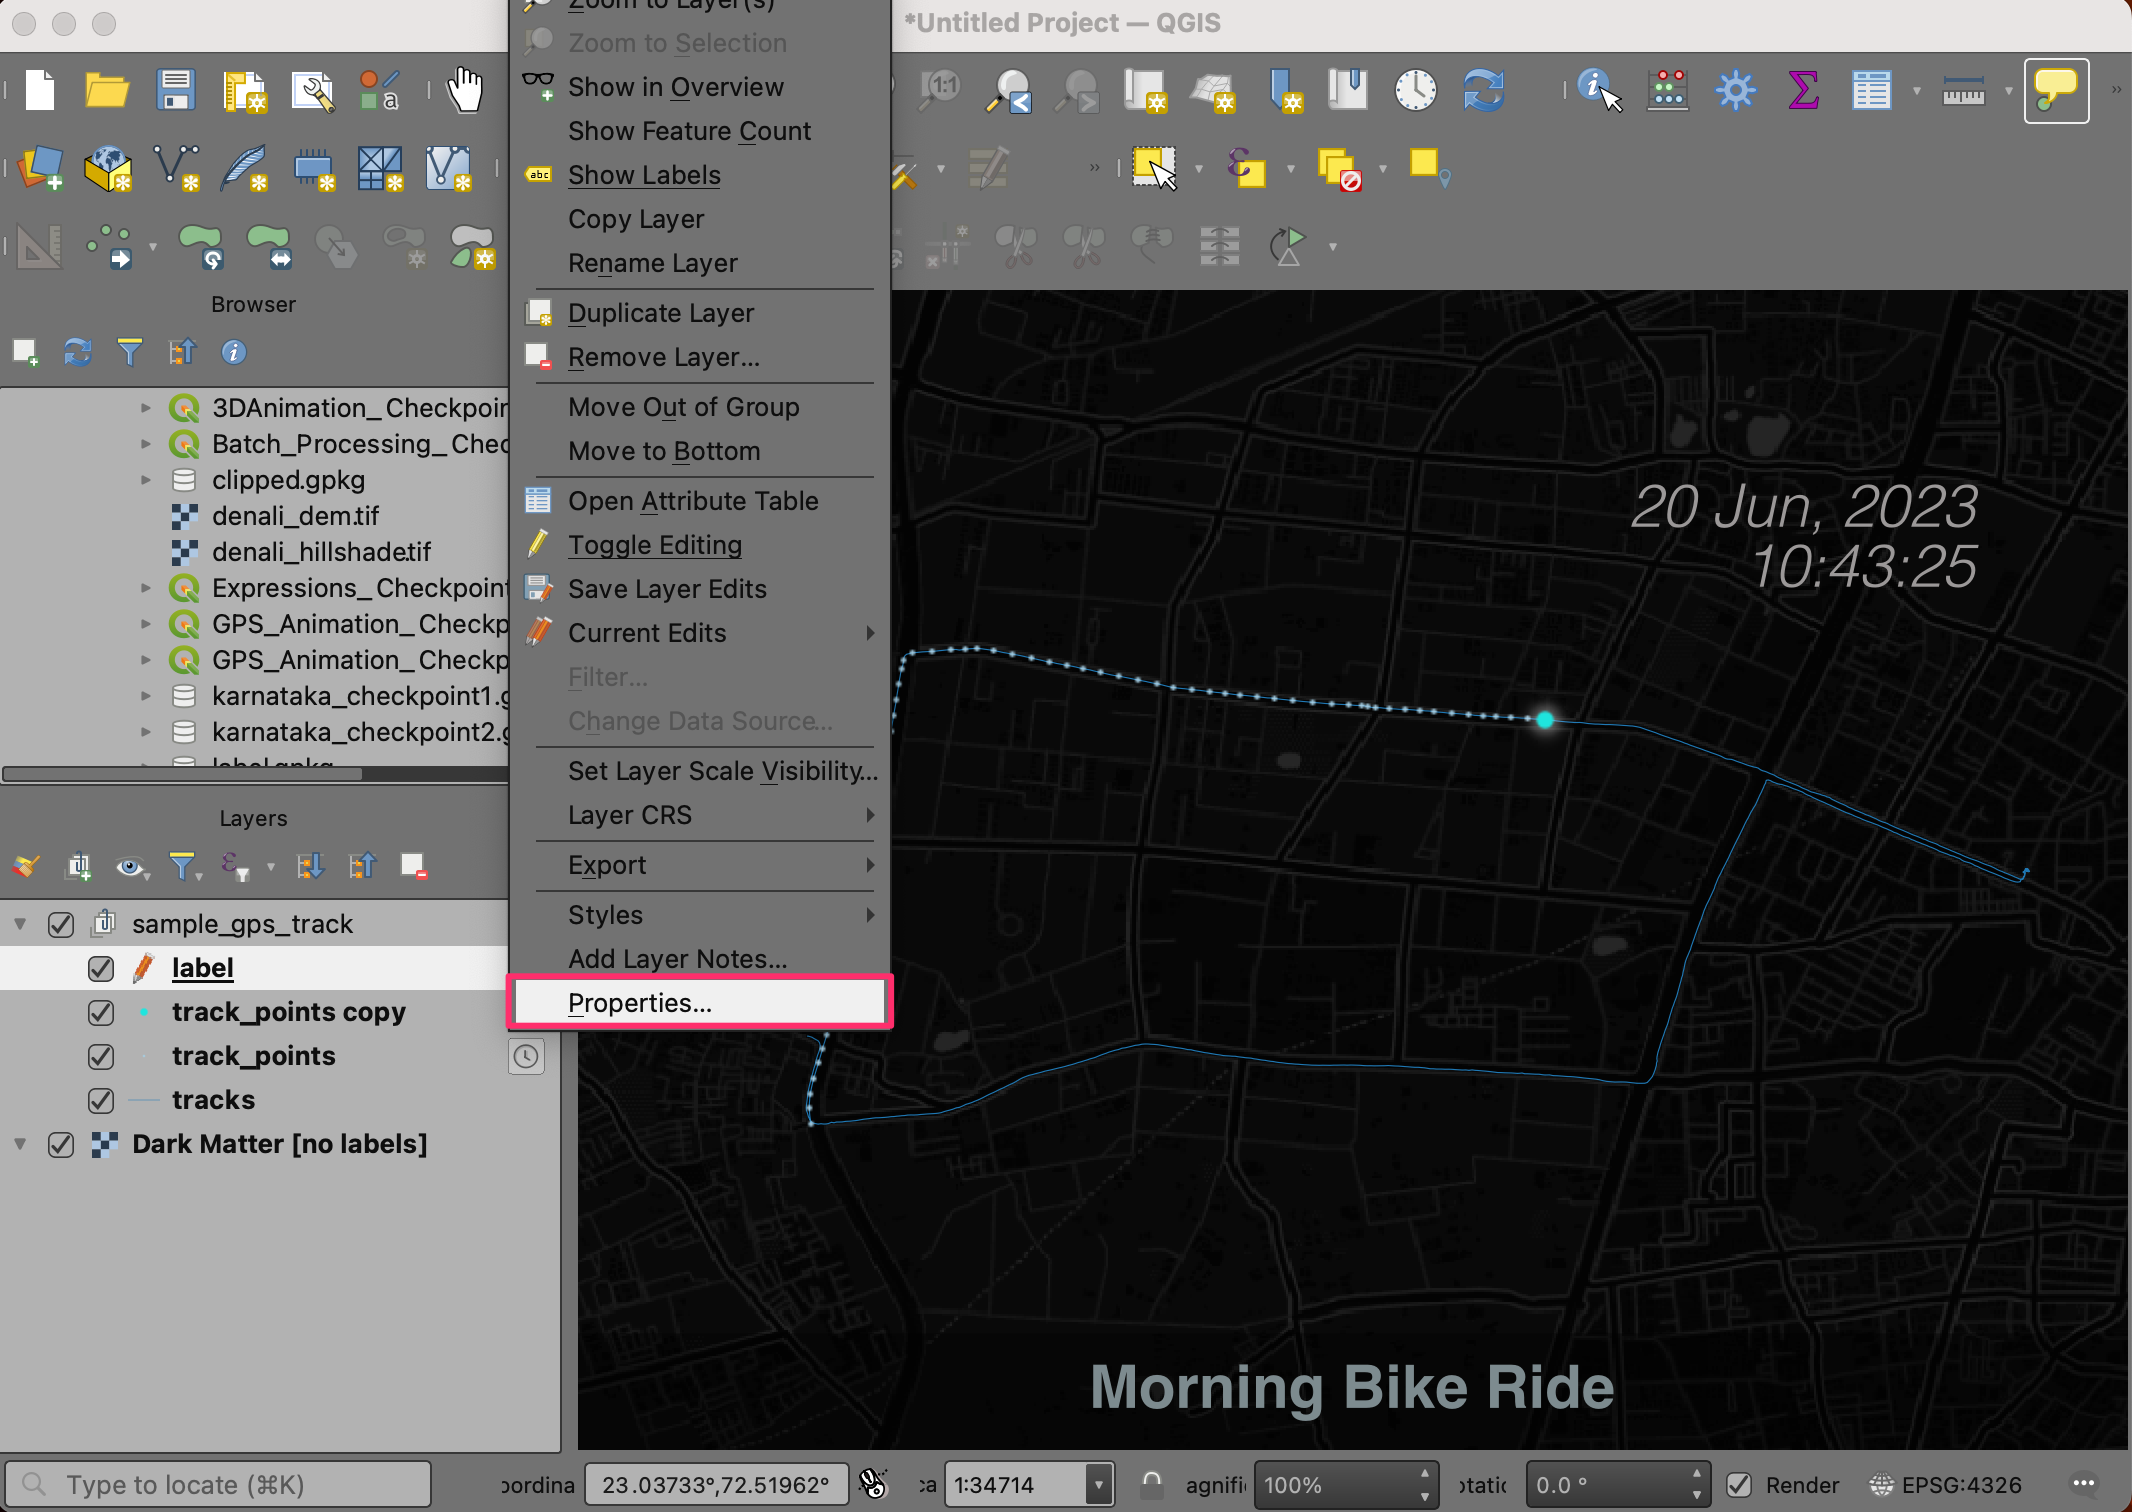 *Untitled Project — QGIS
Zoom to Layer(s)
Zoom to Selection
Show in Overview
Show Feature Count
abc Show Labels
Copy Layer
Rename Layer
Duplicate Layer
Remove Layer...
Move Out of Group
Move to Bottom
Open Attribute Table
Toggle Editing
Save Layer Edits
Current Edits
Filter...
Change Data Source...
Set Layer Scale Visibility...
Layer CRS
Export
Styles
Add Layer Notes...
Properties...
1:1
Browser
3DAnimation_Checkpoin
Batch_Processing_Chec
clipped.gpkg
denali_dem.tif
denali_hillshade.tif
Expressions_Checkpoint
GPS_Animation_Checkp
GPS_Animation_Checkp
karnataka_checkpoint1.g
karnataka_checkpoint2.g
label.gpkg
Layers
sample_gps_track
label
track_points copy
track_points
tracks
Dark Matter [no labels]
20 Jun, 2023
10:43:25
Morning Bike Ride
Type to locate (⌘K)
oordina 23.03733°,72.51962° ca 1:34714 agnifi 100% otatic 0.0 ° Render EPSG:4326